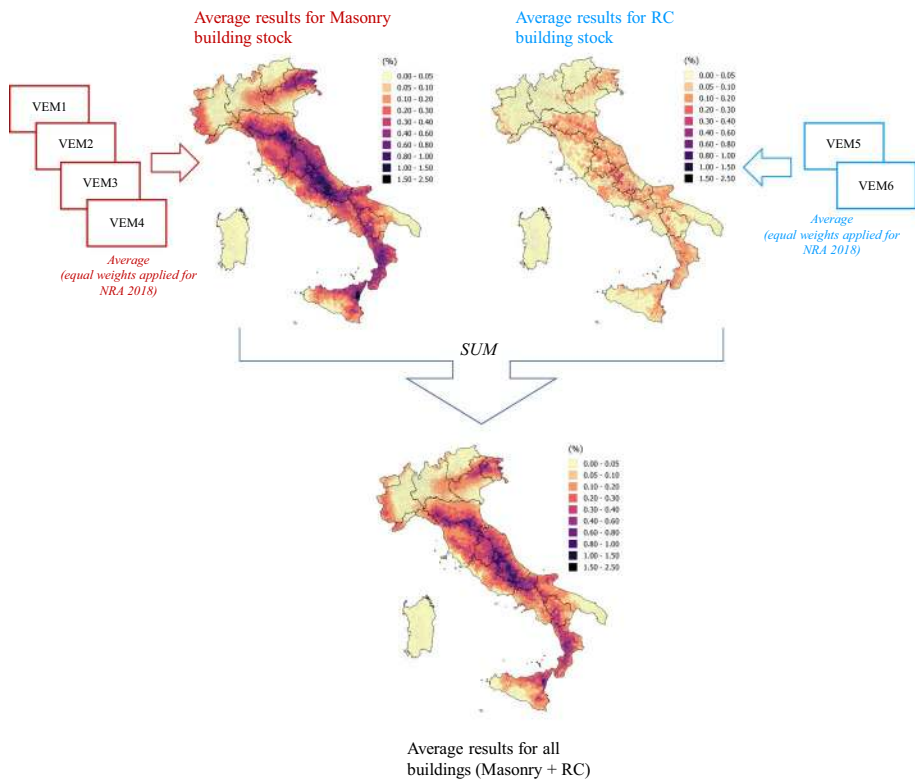 Average results for Masonry
building stock
Average results for RC
building stock
VEM1
VEM2
VEM3
VEM4
Average
(equal weights applied for
NRA 2018)
(%)
0.00 - 0.05
0.05 - 0.10
0.10 - 0.20
0.20 - 0.30
0.30 - 0.40
0.40 - 0.60
0.60 - 0.80
0.80 - 1.00
1.00 - 1.50
1.50 - 2.50
(%)
0.00 - 0.05
0.05 - 0.10
0.10 - 0.20
0.20 - 0.30
0.30 - 0.40
0.40 - 0.60
0.60 - 0.80
0.80 - 1.00
1.00 - 1.50
1.50 - 2.50
VEM5
VEM6
Average
(equal weights applied for
NRA 2018)
SUM
(%)
0.00 - 0.05
0.05 - 0.10
0.10 - 0.20
0.20 - 0.30
0.30 - 0.40
0.40 - 0.60
0.60 - 0.80
0.80 - 1.00
1.00 - 1.50
1.50 - 2.50
Average results for all
buildings (Masonry + RC)